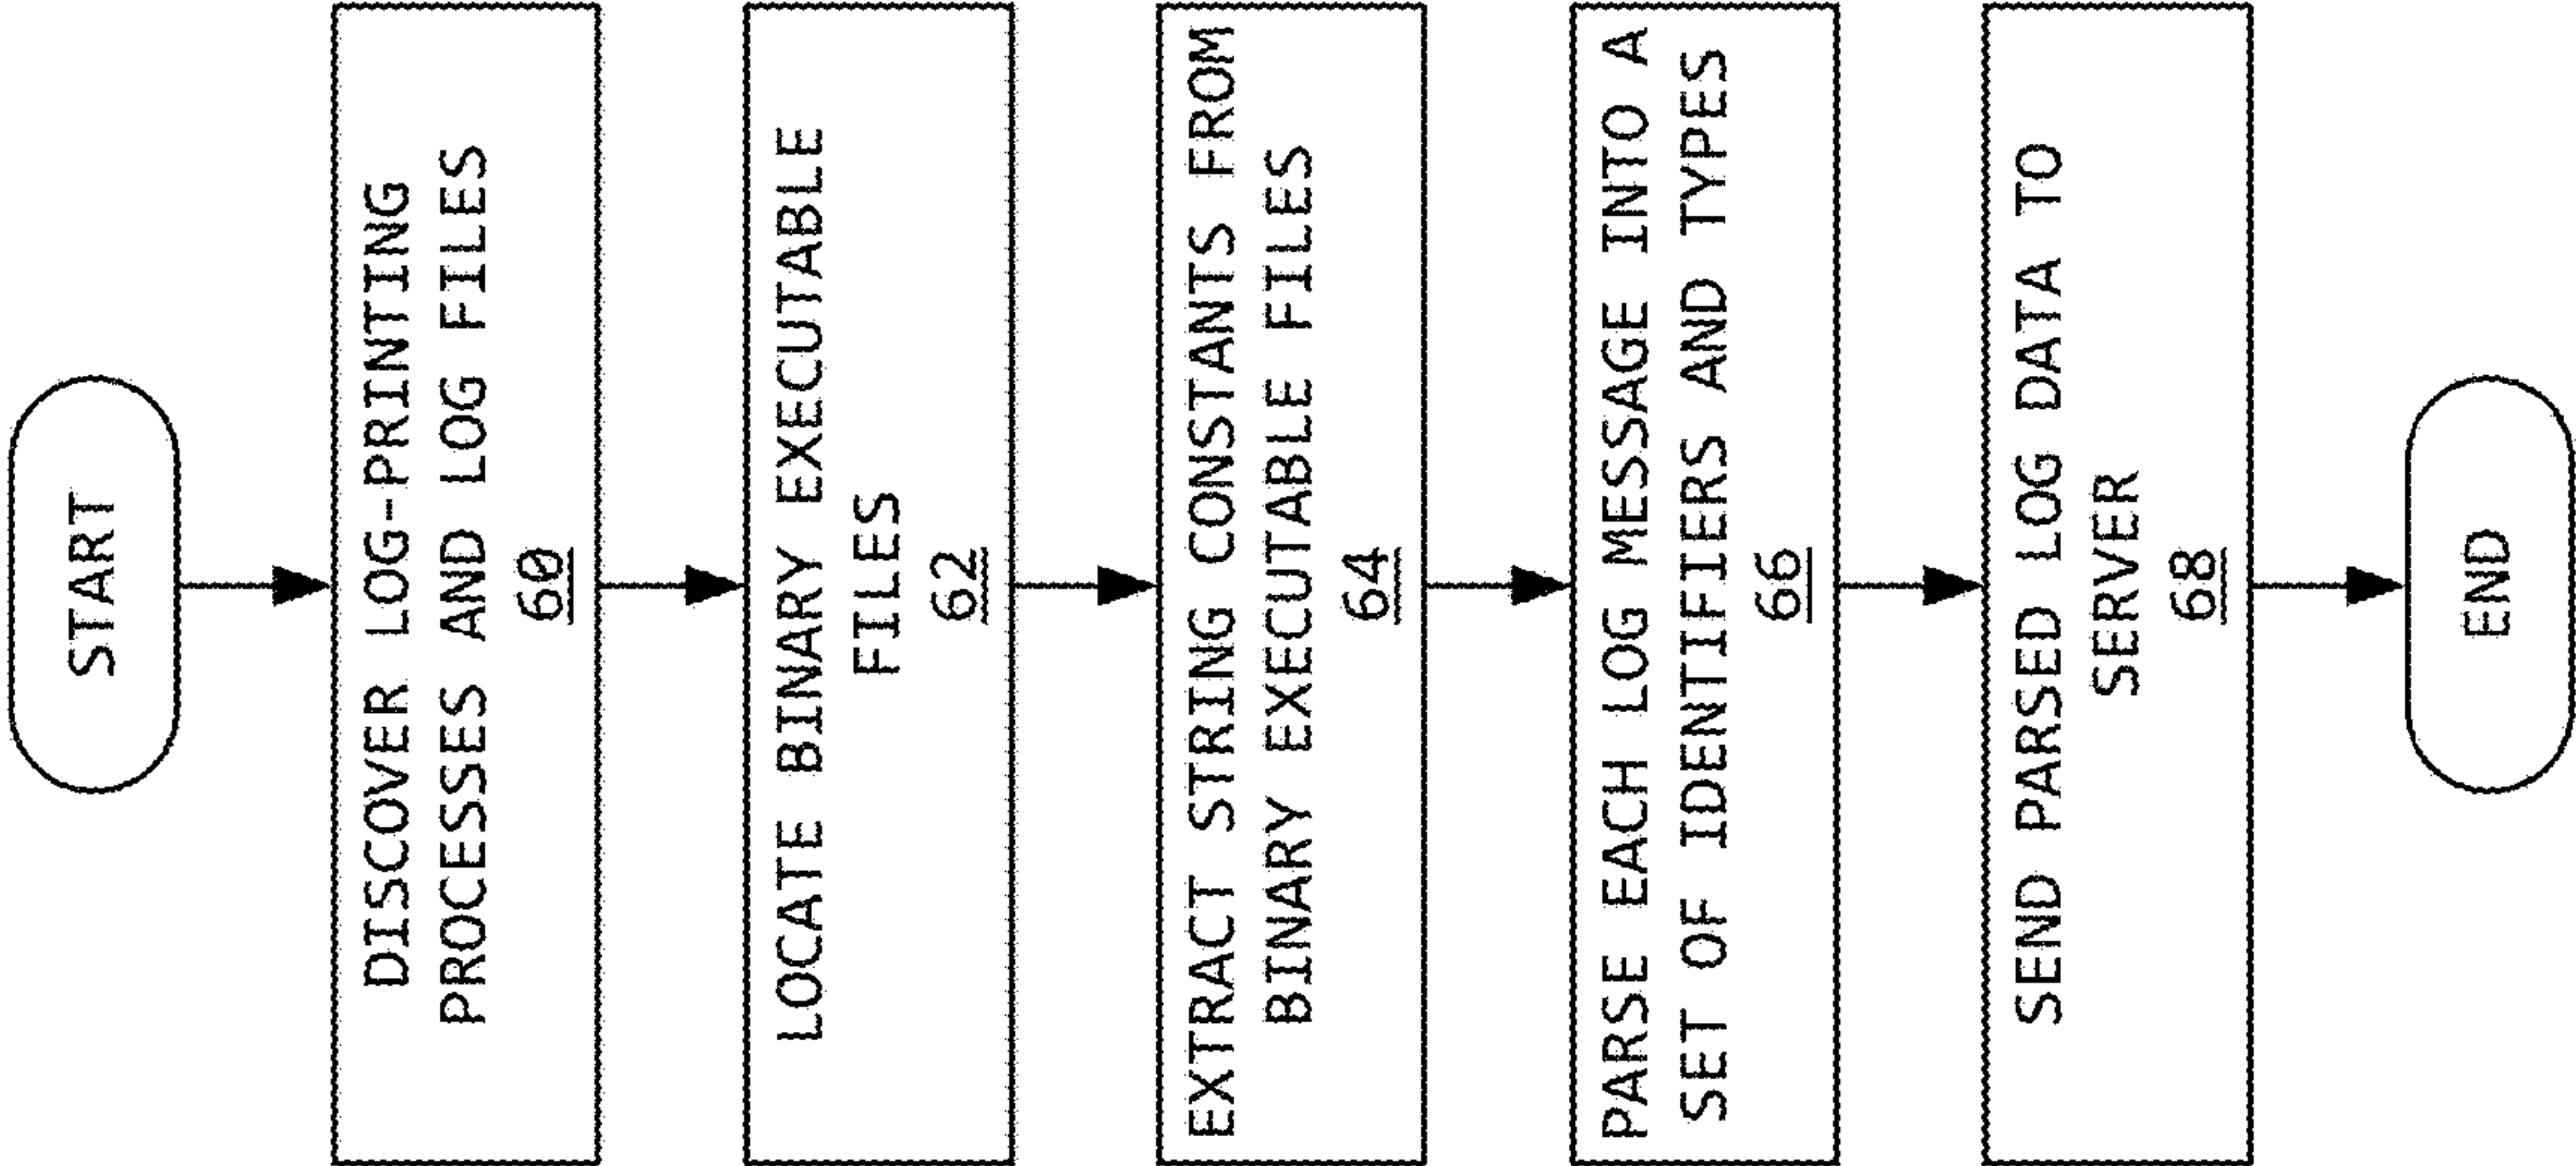 START
DISCOVER LOG-PRINTING
PROCESSES AND LOG FILES
60
LOCATE BINARY EXECUTABLE
FILES
62
EXTRACT STRING CONSTANTS FROM
BINARY EXECUTABLE FILES
64
PARSE EACH LOG MESSAGE INTO A
SET OF IDENTIFIERS AND TYPES
66
SEND PARSED LOG DATA TO
SERVER
68
END